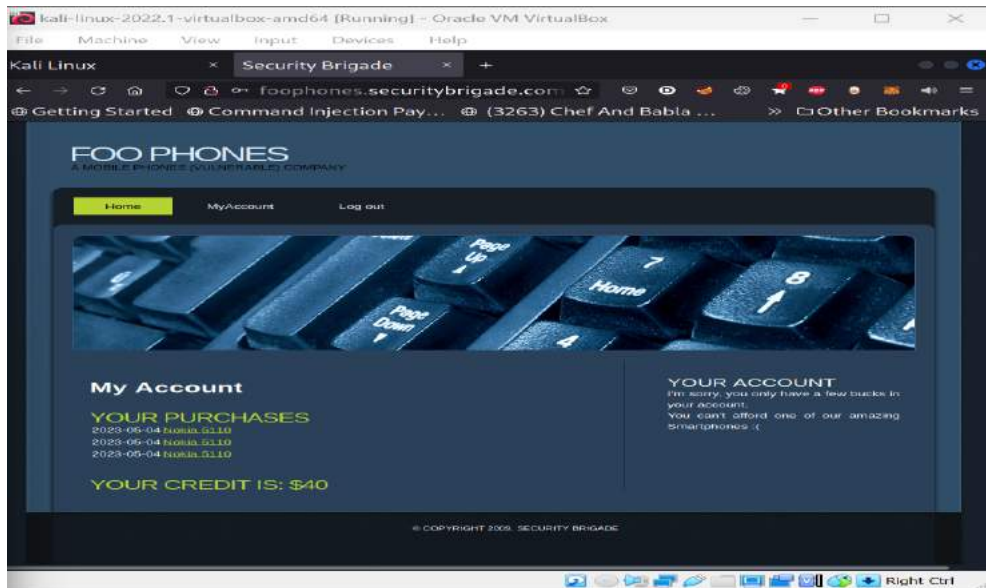 kali-linux-2022.1-virtualbox-amd64 [Running] - Oracle VM VirtualBox
File Machine View Input Devices Help
Kali Linux
Security Brigade
foophones.securitybrigade.com
Getting Started
Command Injection Pay...
(3263) Chef And Babla ...
Other Bookmarks
FOO PHONES
A MOBILE PHONES (VULNERABLE) COMPANY
Home MyAccount Log out
Page Up
7
Home
8
9
Page Down
4
My Account
YOUR PURCHASES
2023-05-04 Nokia 5110
2023-05-04 Nokia 5110
2023-05-04 Nokia 5110
YOUR CREDIT IS: $40
YOUR ACCOUNT
I'm sorry, you only have a few bucks in
your account.
You can't afford one of our amazing
Smartphones :(
© COPYRIGHT 2009. SECURITY BRIGADE
Right Ctrl